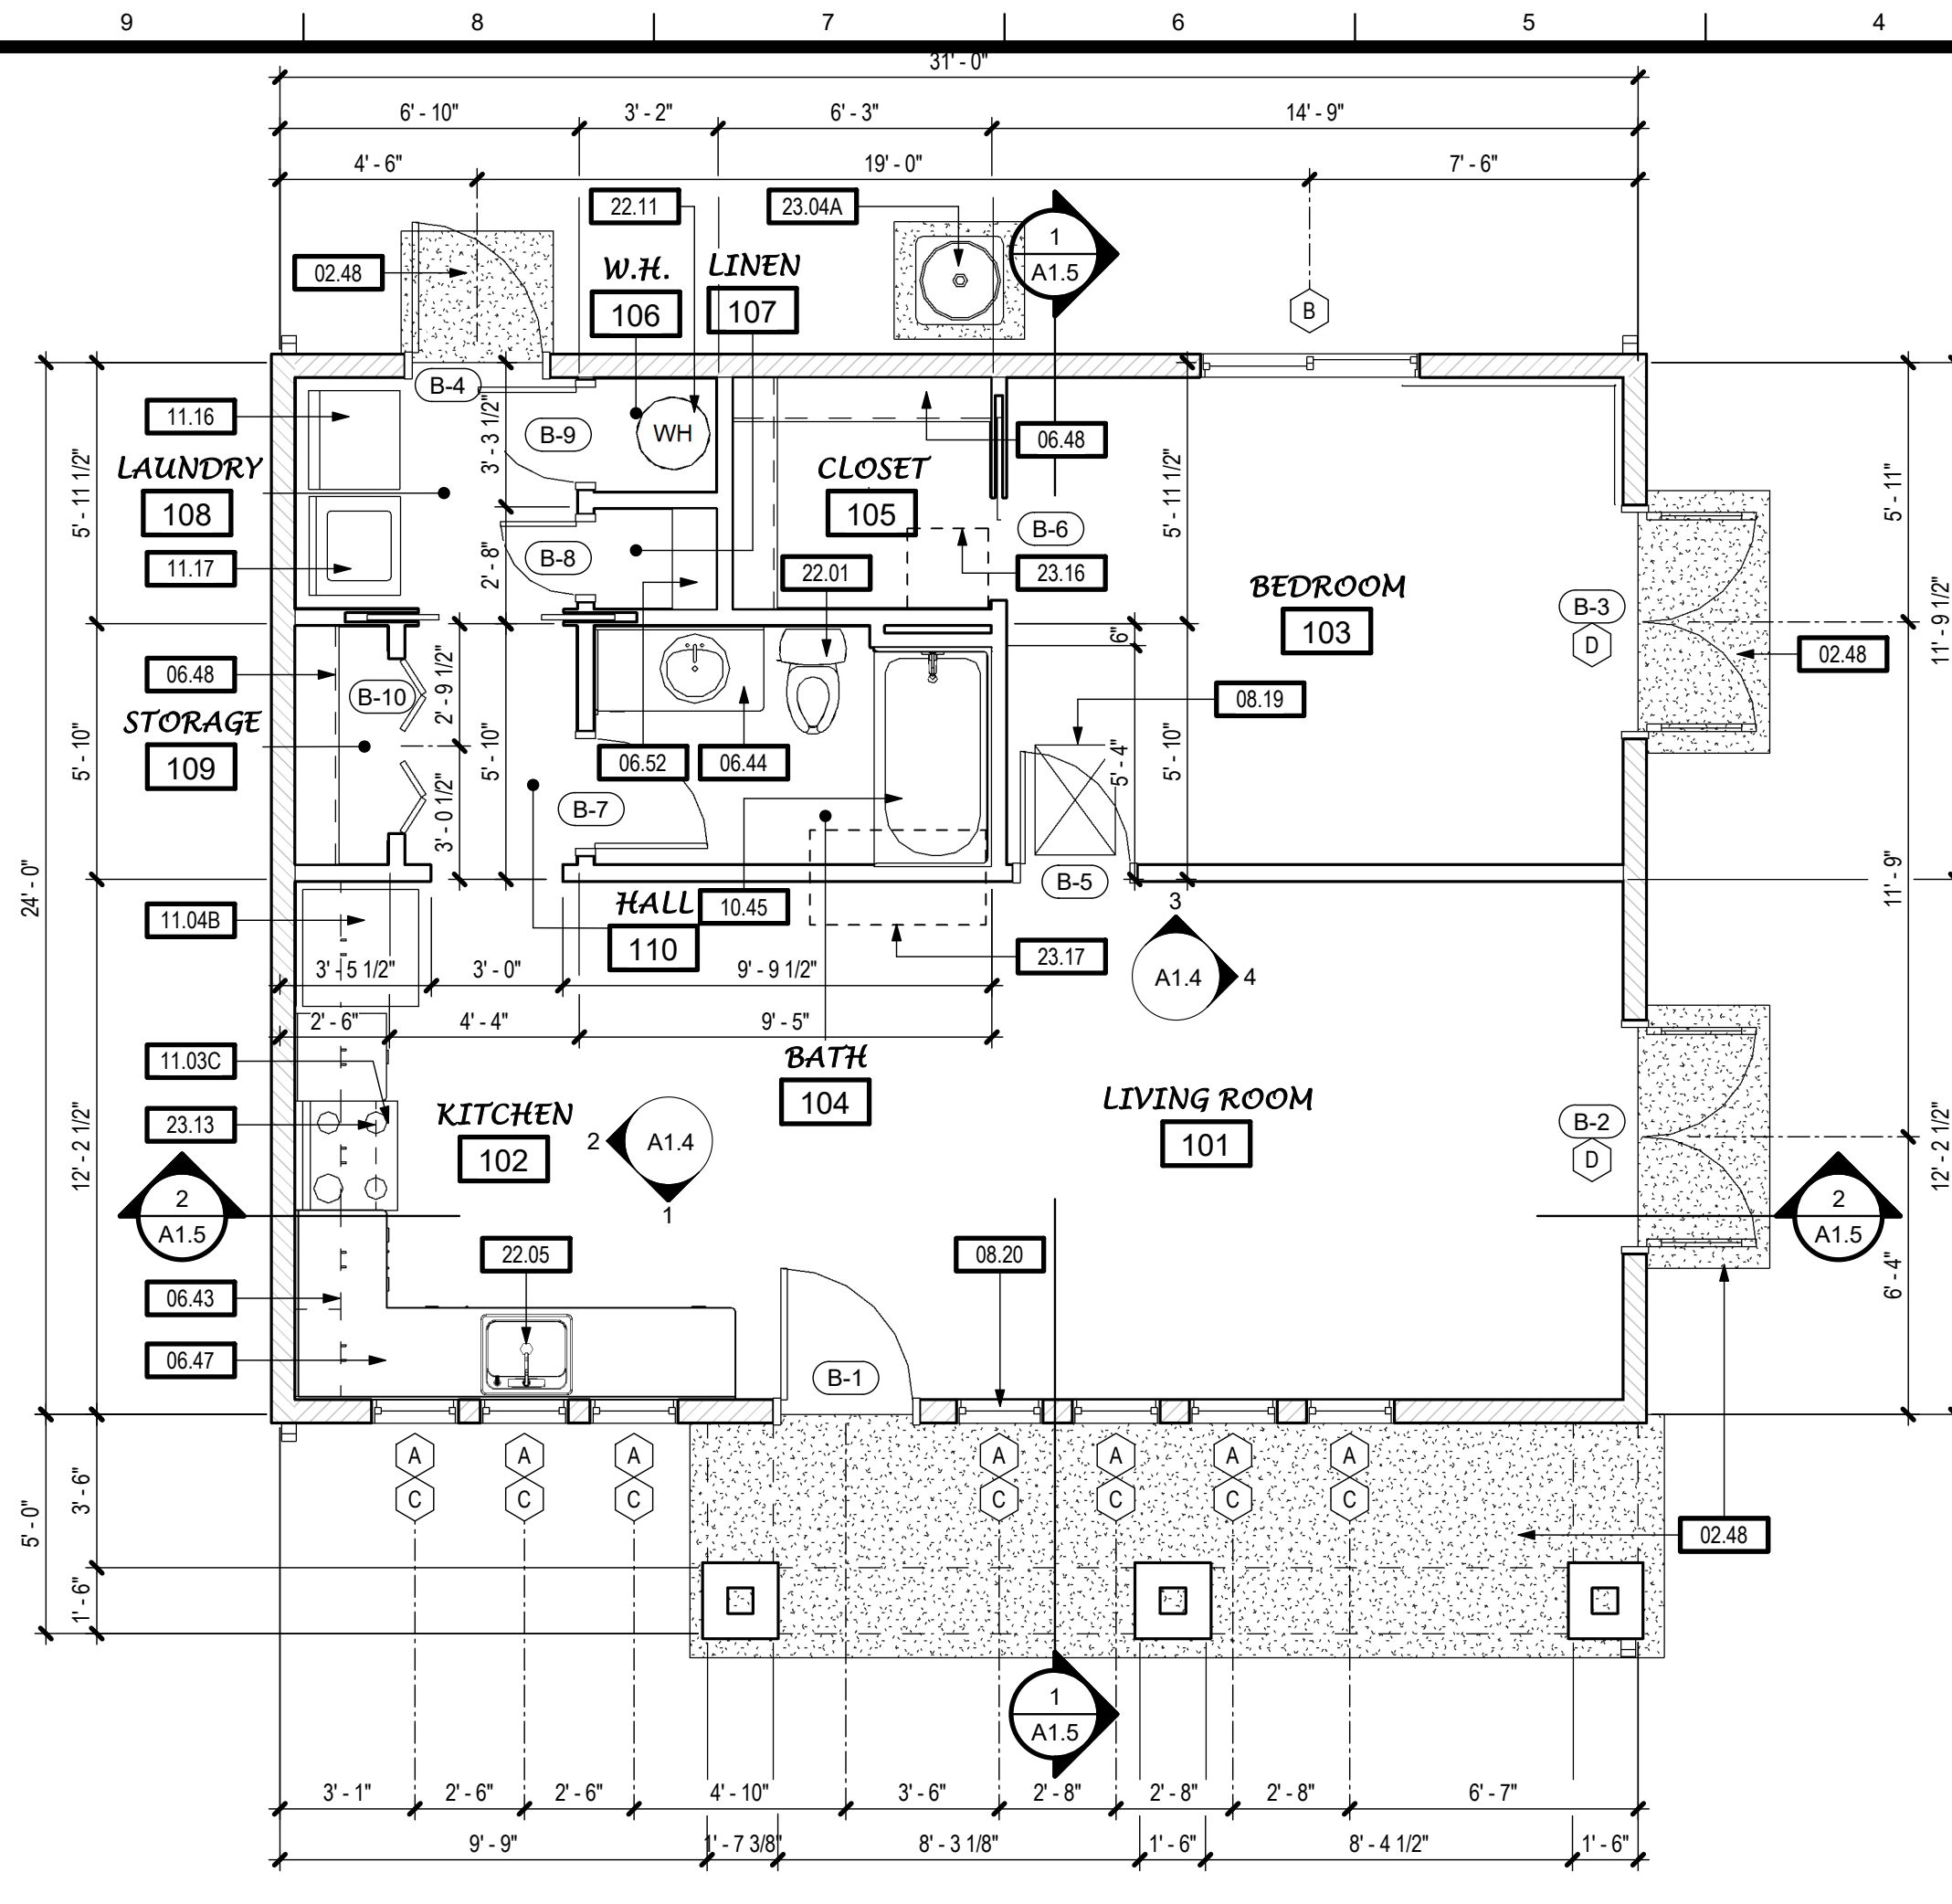 9 8 7 6 5 4
31' - 0"
6' - 10" 3' - 2" 6' - 3" 14' - 9"
4' - 6" 19' - 0" 7' - 6"
22.11 23.04A
1
A1.5
02.48
W.H.
106
LINEN
107
B
B-4
11.16
B-9
WH
06.48
3' - 3 1/2"
5' - 11 1/2"
LAUNDRY
108
CLOSET
105
5' - 11 1/2"
5' - 11"
B-6
11.17
B-8
2' - 8"
22.01
23.16
BEDROOM
103
B-3
D
11' - 9 1/2"
6"
02.48
06.48
B-10
2' - 9 1/2"
08.19
STORAGE
109
5' - 10"
5' - 10"
06.52 06.44
5' - 4"
5' - 10"
3' - 0 1/2"
B-7
24' - 0"
11' - 9"
B-5
HALL
110
10.45
11.04B
23.17
3
A1.4
4
3' - 5 1/2" 3' - 0" 9' - 9 1/2"
2' - 6" 4' - 4" 9' - 5"
11.03C
BATH
104
23.13
KITCHEN
102
2
A1.4
1
LIVING ROOM
101
B-2
D
12' - 2 1/2"
12' - 2 1/2"
2
A1.5
2
A1.5
22.05
08.20
06.43
6' - 4"
06.47
B-1
A A A A A A A
C C C C C C C
3' - 6"
5' - 0"
02.48
1' - 6"
1
A1.5
3' - 1" 2' - 6" 2' - 6" 4' - 10" 3' - 6" 2' - 8" 2' - 8" 2' - 8" 6' - 7"
9' - 9" 1' - 7 3/8" 8' - 3 1/8" 1' - 6" 8' - 4 1/2" 1' - 6"